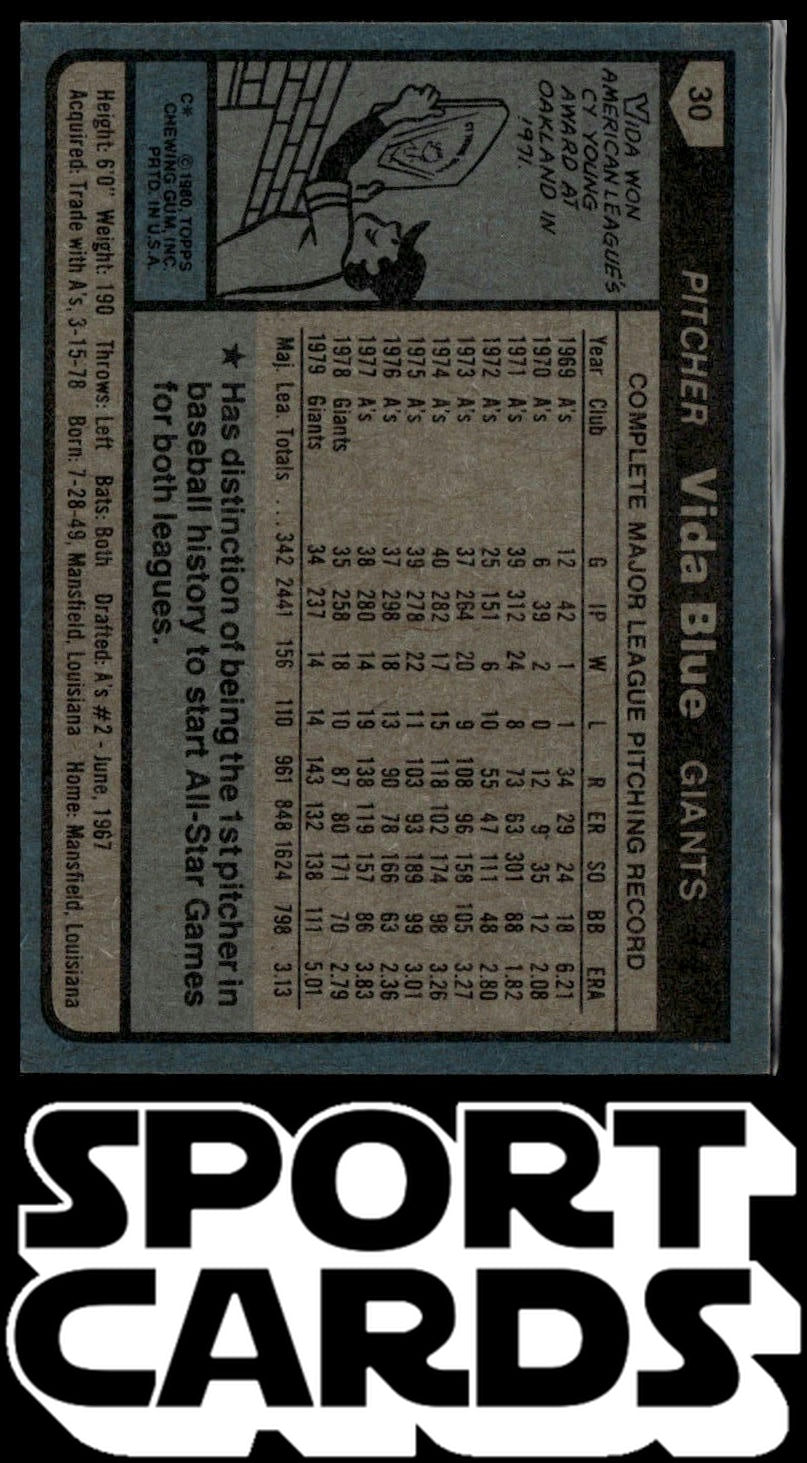 30
PITCHER Vida Blue GIANTS
VIDA WON
AMERICAN LEAGUE'S
CY YOUNG
AWARD AT
OAKLAND IN
1971.
C* © 1980, TOPPS
CHEWING GUM, INC.
PRTD. IN U.S.A.
COMPLETE MAJOR LEAGUE PITCHING RECORD
Year Club G IP W L R ER SO BB ERA
1969 A's 12 42 1 1 34 29 24 18 6.21
1970 A's 6 39 2 0 12 9 35 12 2.08
1971 A's 39 312 24 8 73 63 301 88 1.82
1972 A's 25 151 6 10 55 47 111 48 2.80
1973 A's 37 264 20 9 108 96 158 105 3.27
1974 A's 40 282 17 15 118 102 174 98 3.26
1975 A's 39 278 22 11 103 93 189 99 3.01
1976 A's 37 298 18 13 90 78 166 63 2.36
1977 A's 38 280 14 19 138 119 157 86 3.83
1978 Giants 35 258 18 10 87 80 171 70 2.79
1979 Giants 34 237 14 14 143 132 138 111 5.01
Maj. Lea. Totals ... 342 2441 156 110 961 848 1624 798 3.13
★ Has distinction of being the 1st pitcher in
baseball history to start All-Star Games
for both leagues.
Height: 6'0" Weight: 190 Throws: Left Bats: Both Drafted: A's #2 - June, 1967
Acquired: Trade with A's, 3-15-78 Born: 7-28-49, Mansfield, Louisiana Home: Mansfield, Louisiana
SPORT
CARDS